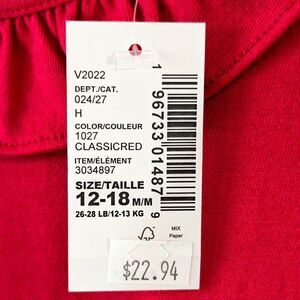 V2022
DEPT./CAT.
024/27
H
COLOR/COULEUR
1027
CLASSICRED
ITEM/ÉLÉMENT
3034897
SIZE/TAILLE
12-18 M/M
26-28 LB/12-13 KG
1 96733 01487 9
FSC
MIX
Paper
$22.94